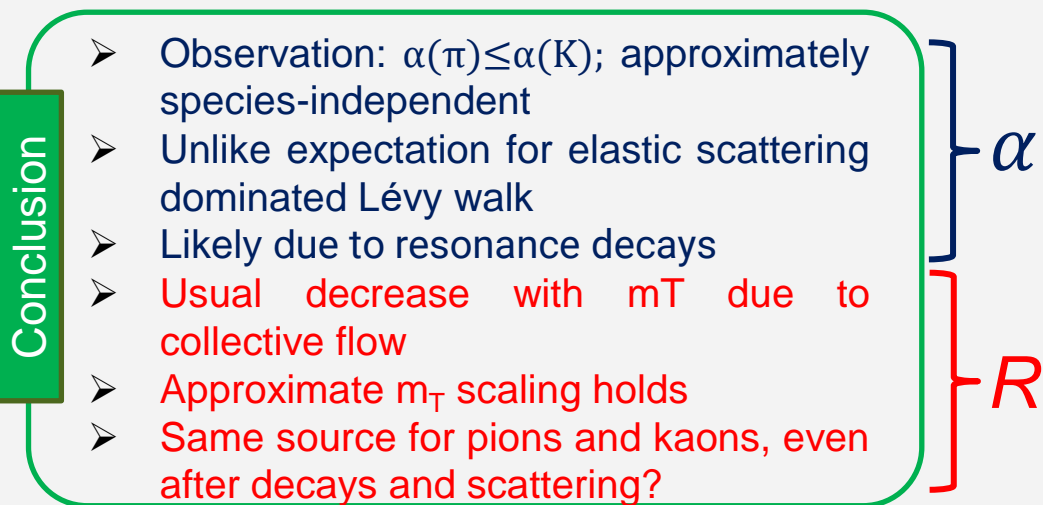 Conclusion
➢ Observation: α(π)≤α(K); approximately
species-independent
➢ Unlike expectation for elastic scattering
dominated Lévy walk
➢ Likely due to resonance decays
α
➢ Usual decrease with mT due to
collective flow
➢ Approximate m_T scaling holds
➢ Same source for pions and kaons, even
after decays and scattering?
R